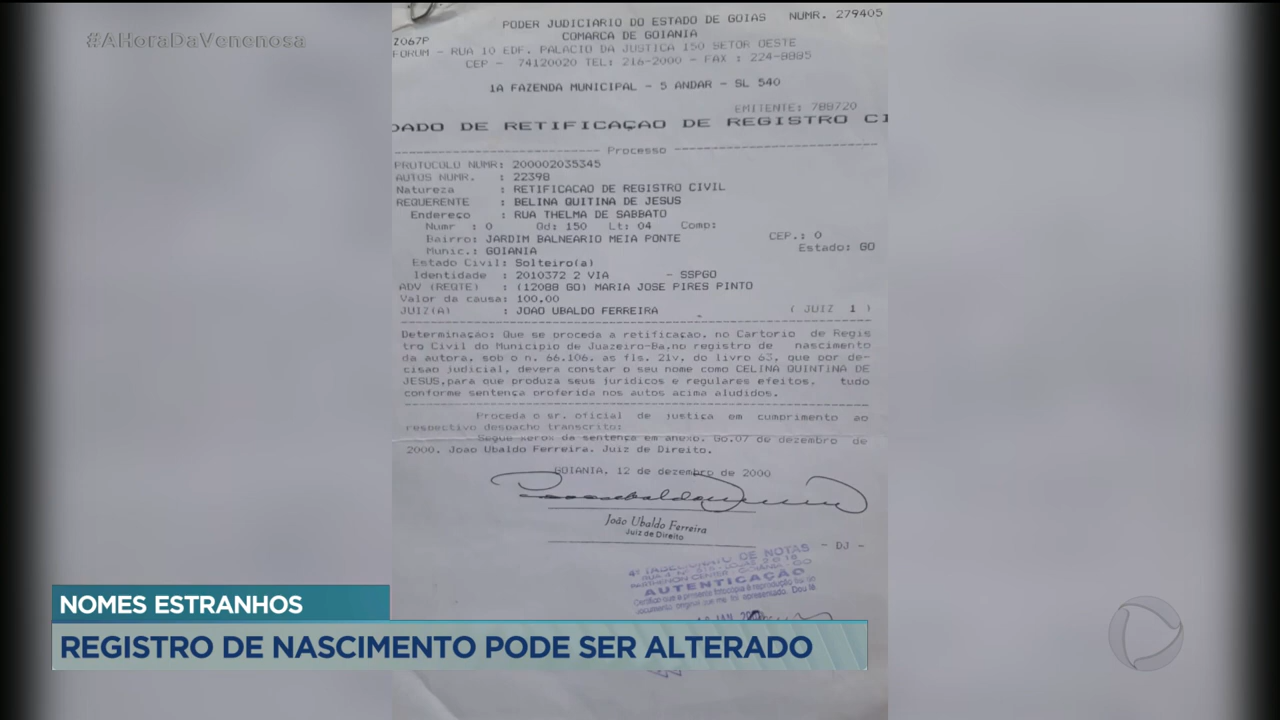 #AHoraDaVenenosa
PODER JUDICIARIO DO ESTADO DE GOIAS NUMR. 279405
COMARCA DE GOIANIA
Z067P
FORUM - RUA 10 EDF. PALACIO DA JUSTICA 150 SETOR OESTE
CEP - 74120020 TEL: 216-2000 - FAX : 224-8885
1A FAZENDA MUNICIPAL - 5 ANDAR - SL 540
EMITENTE: 788720
DADO DE RETIFICAÇAO DE REGISTRO CI
Processo
PROTOCOLO NUMR: 200002035345
AUTOS NUMR. : 22398
Natureza : RETIFICACAO DE REGISTRO CIVIL
REQUERENTE : BELINA QUITINA DE JESUS
Endereço : RUA THELMA DE SABBATO
Numr : 0 Qd: 150 Lt: 04 Comp:
Bairro: JARDIM BALNEARIO MEIA PONTE CEP.: 0
Munic.: GOIANIA Estado: GO
Estado Civil: Solteiro(a)
Identidade : 2010372 2 VIA - SSPGO
ADV (REQTE) : (12088 GO) MARIA JOSE PIRES PINTO
Valor da causa: 100,00
JUIZ(A) : JOAO UBALDO FERREIRA ( JUIZ 1 )
Determinação: Que se proceda a retificação, no Cartorio de Regis
tro Civil do Municipio de Juazeiro-Ba,no registro de nascimento
da autora, sob o n. 66.106, as fls. 21v, do livro 63, que por de-
cisao judicial, devera constar o seu nome como CELINA QUINTINA DE
JESUS,para que produza seus juridicos e regulares efeitos, tudo
conforme sentença proferida nos autos acima aludidos.
Proceda o sr. oficial de justiça em cumprimento ao
respectivo despacho transcrito:
Segue xerox da sentença em anexo. Go,07 de dezembro de
2000. Joao Ubaldo Ferreira. Juiz de Direito.
GOIANIA, 12 de dezembro de 2000
João Ubaldo Ferreira
Juiz de Direito
- DJ -
4º TABELIONATO DE NOTAS
AUTENTICAÇÃO
NOMES ESTRANHOS
REGISTRO DE NASCIMENTO PODE SER ALTERADO